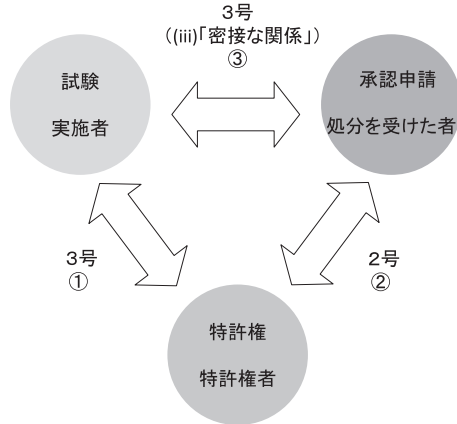 3号
((iii)「密接な関係」)
③
試験
実施者
承認申請
処分を受けた者
3号
①
2号
②
特許権
特許権者